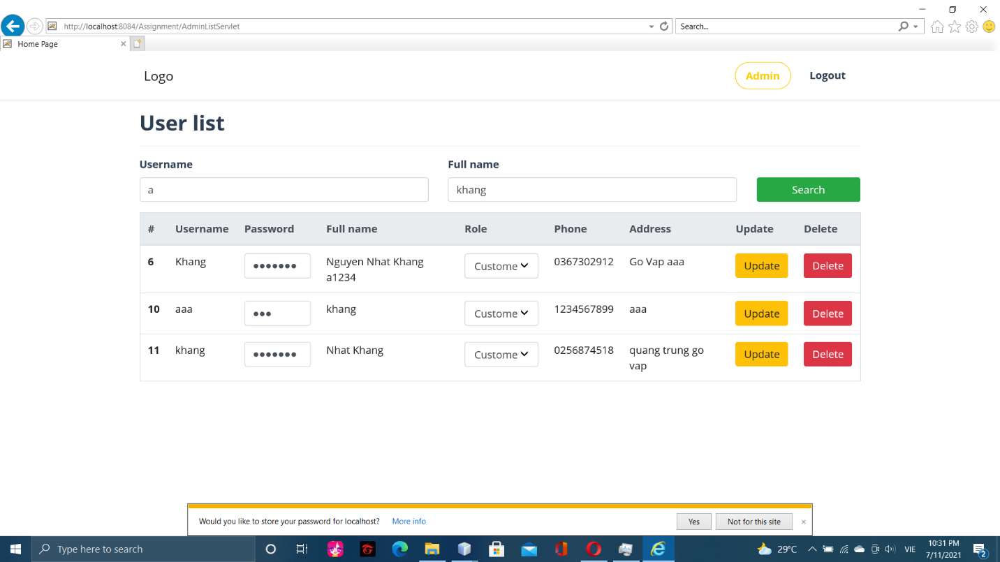 http://localhost:8084/Assignment/AdminListServlet
Search...
Home Page
Logo
Admin
Logout
User list
Username
Full name
a
khang
Search
# Username Password Full name Role Phone Address Update Delete
6 Khang ●●●●●●● Nguyen Nhat Khang Custome 0367302912 Go Vap aaa Update Delete
a1234
10 aaa ●●● khang Custome 1234567899 aaa Update Delete
11 khang ●●●●●●● Nhat Khang Custome 0256874518 quang trung go Update Delete
vap
Would you like to store your password for localhost? More info Yes Not for this site
Type here to search
29°C
VIE
10:31 PM
7/11/2021
2